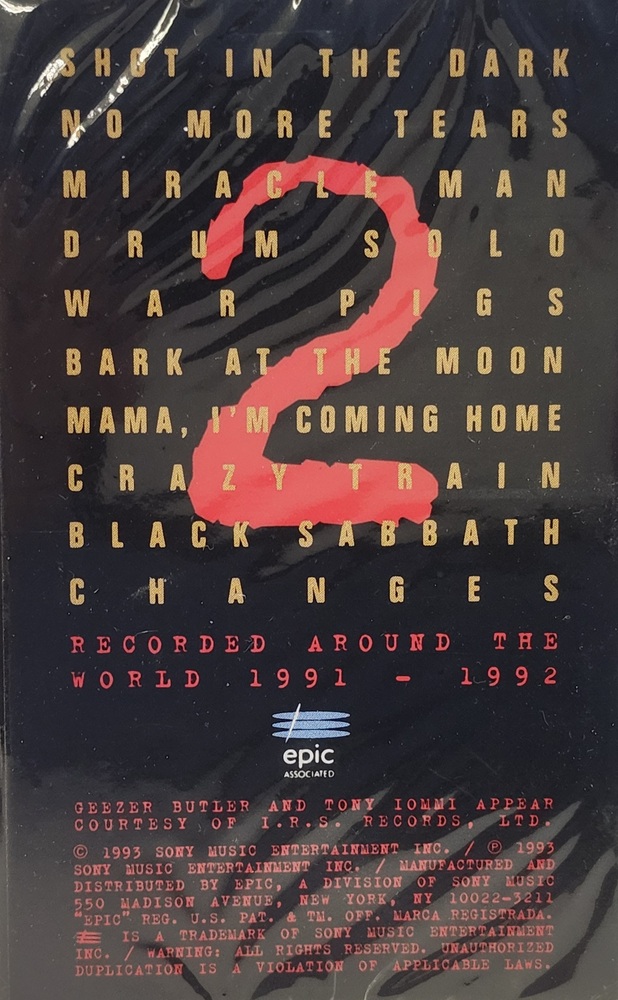 SHOT IN THE DARK
NO MORE TEARS
MIRACLE MAN
DRUM SOLO
WAR PIGS
BARK AT THE MOON
MAMA, I'M COMING HOME
CRAZY TRAIN
BLACK SABBATH
CHANGES
2
RECORDED AROUND THE
WORLD 1991 - 1992
epic
ASSOCIATED
GEEZER BUTLER AND TONY IOMMI APPEAR
COURTESY OF I.R.S. RECORDS, LTD.
© 1993 SONY MUSIC ENTERTAINMENT INC. / ℗ 1993
SONY MUSIC ENTERTAINMENT INC. / MANUFACTURED AND
DISTRIBUTED BY EPIC, A DIVISION OF SONY MUSIC
550 MADISON AVENUE, NEW YORK, NY 10022-3211
"EPIC" REG. U.S. PAT. & TM. OFF. MARCA REGISTRADA.
IS A TRADEMARK OF SONY MUSIC ENTERTAINMENT
INC. / WARNING: ALL RIGHTS RESERVED. UNAUTHORIZED
DUPLICATION IS A VIOLATION OF APPLICABLE LAWS.